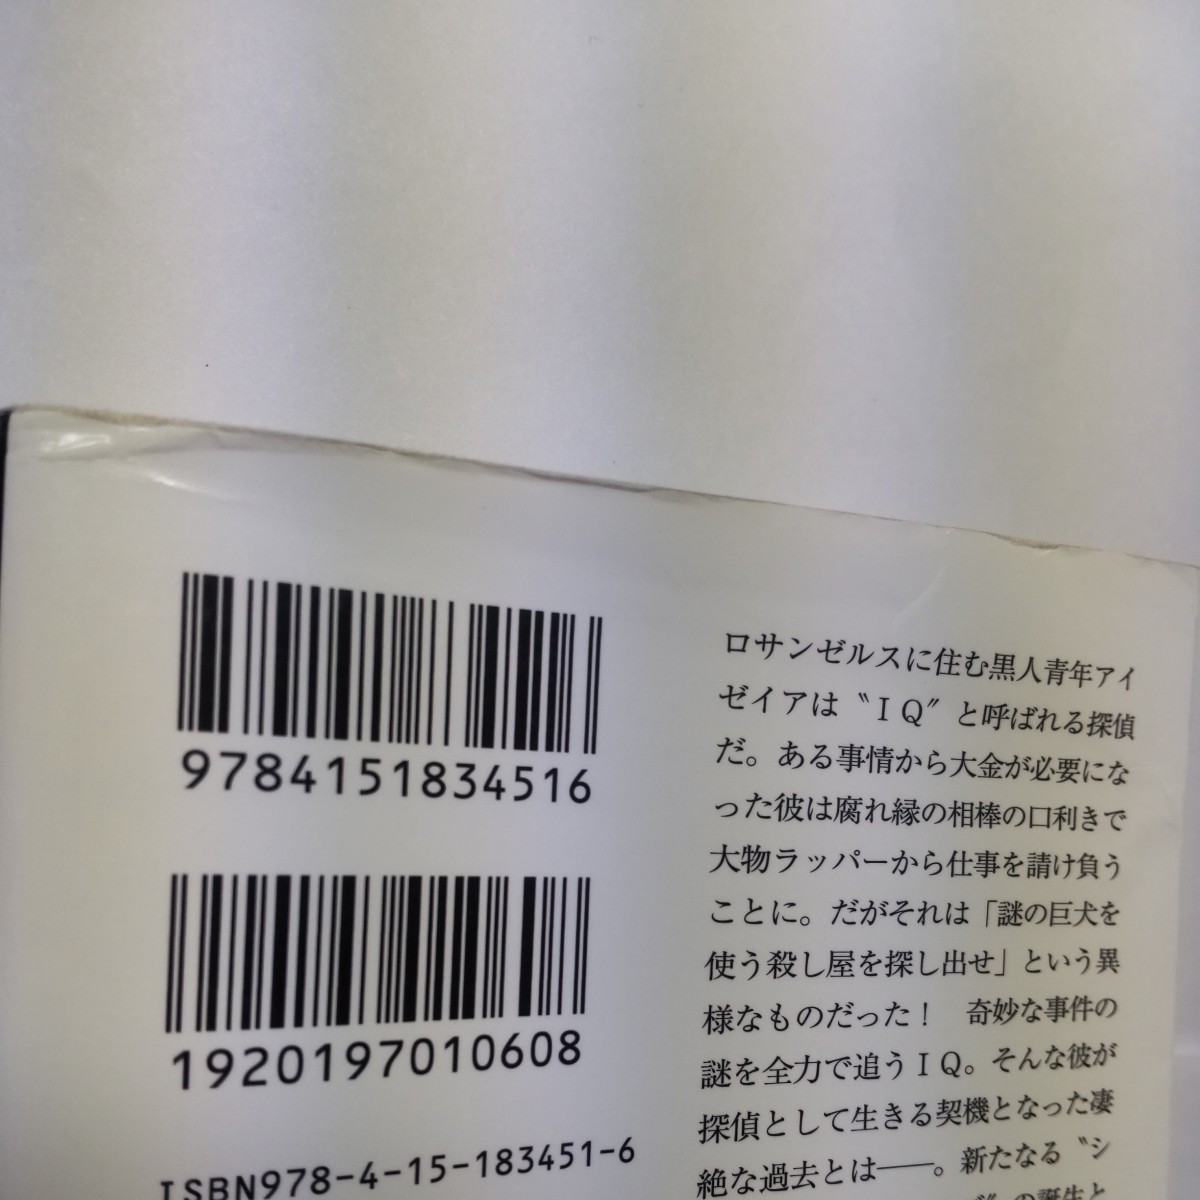 9784151834516
1920197010608
ISBN978-4-15-183451-6
ロサンゼルスに住む黒人青年アイ
ゼイアは〝ＩＱ〟と呼ばれる探偵
だ。ある事情から大金が必要にな
った彼は腐れ縁の相棒の口利きで
大物ラッパーから仕事を請け負う
ことに。だがそれは「謎の巨犬を
使う殺し屋を探し出せ」という異
様なものだった！　奇妙な事件の
謎を全力で追うＩＱ。そんな彼が
探偵として生きる契機となった凄
絶な過去とは――。新たなる〝シ
の誕生と